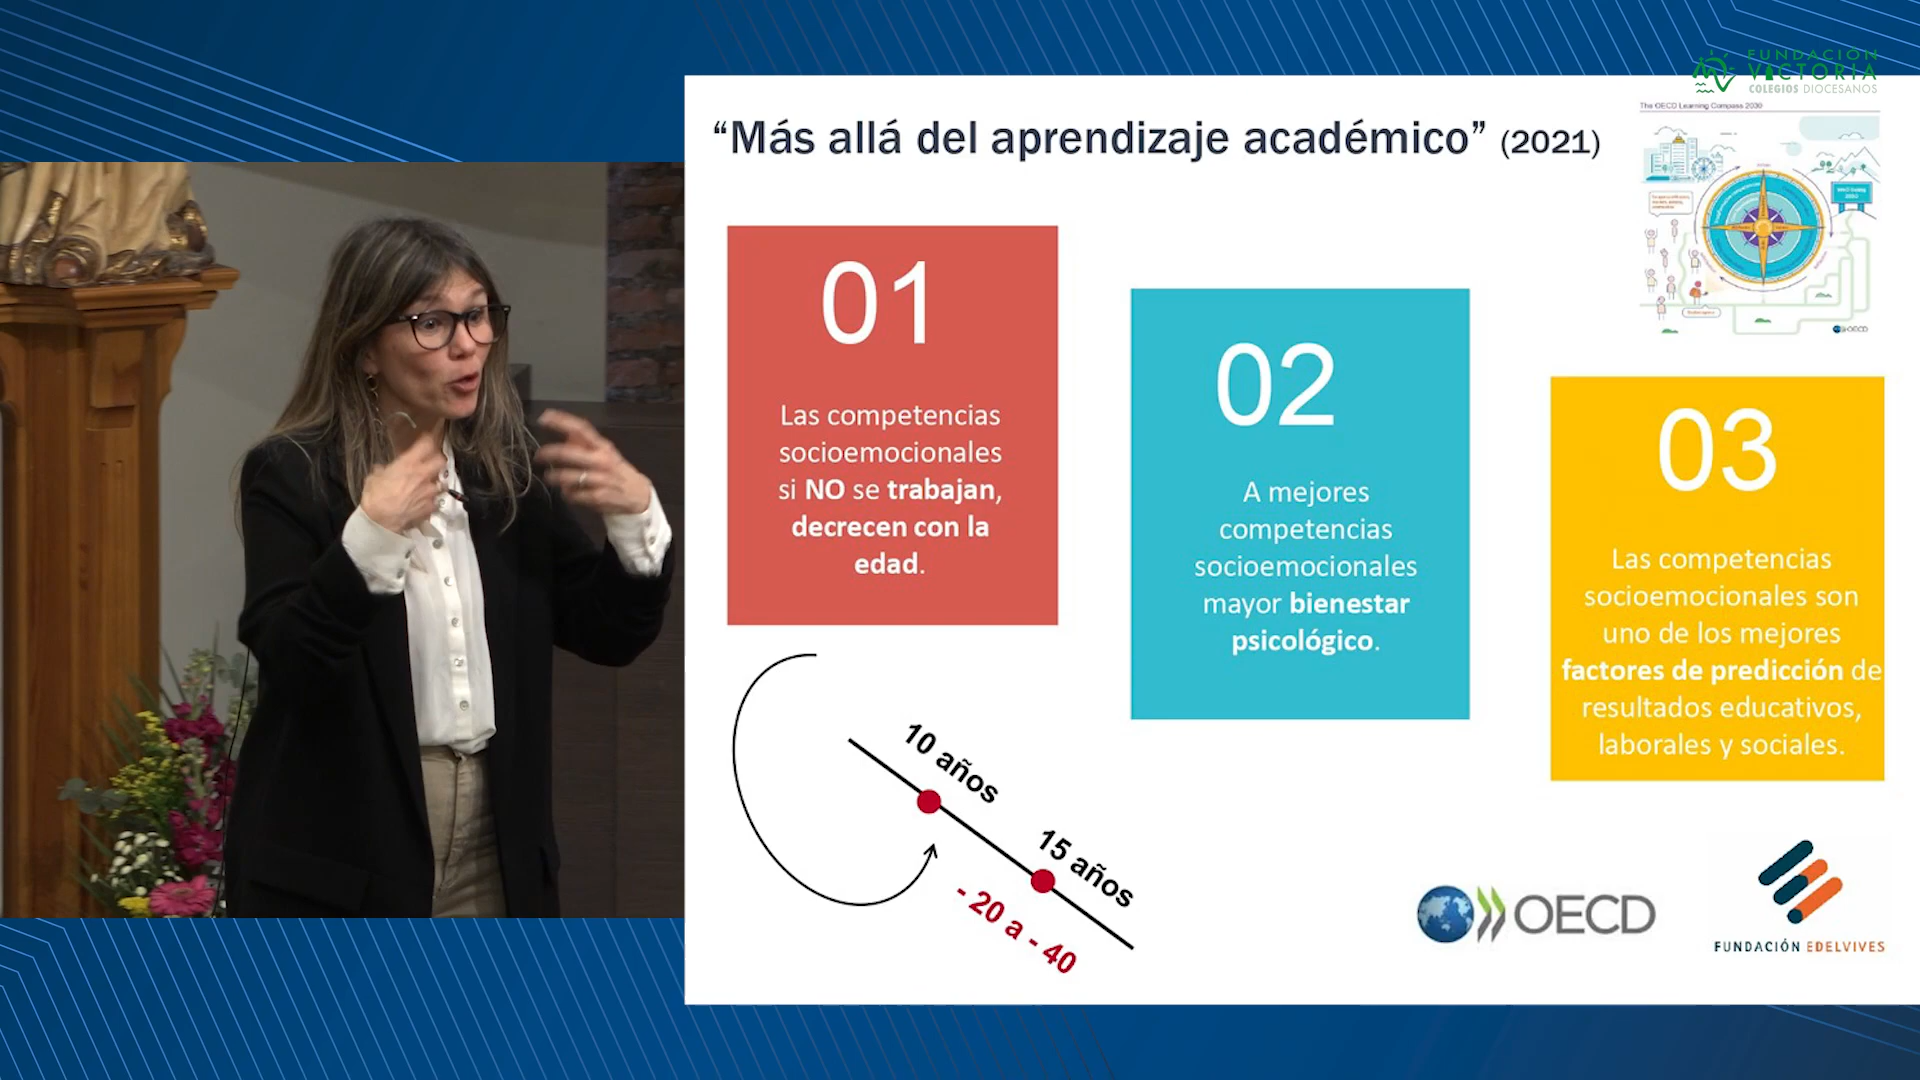 FUNDACIÓN
VICTORIA
COLEGIOS DIOCESANOS
“Más allá del aprendizaje académico” (2021)
The OECD Learning Compass 2030
01
Las competencias
socioemocionales
si NO se trabajan,
decrecen con la
edad.
02
A mejores
competencias
socioemocionales
mayor bienestar
psicológico.
03
Las competencias
socioemocionales son
uno de los mejores
factores de predicción de
resultados educativos,
laborales y sociales.
10 años
15 años
- 20 a - 40
OECD
OECD
FUNDACIÓN EDELVIVES